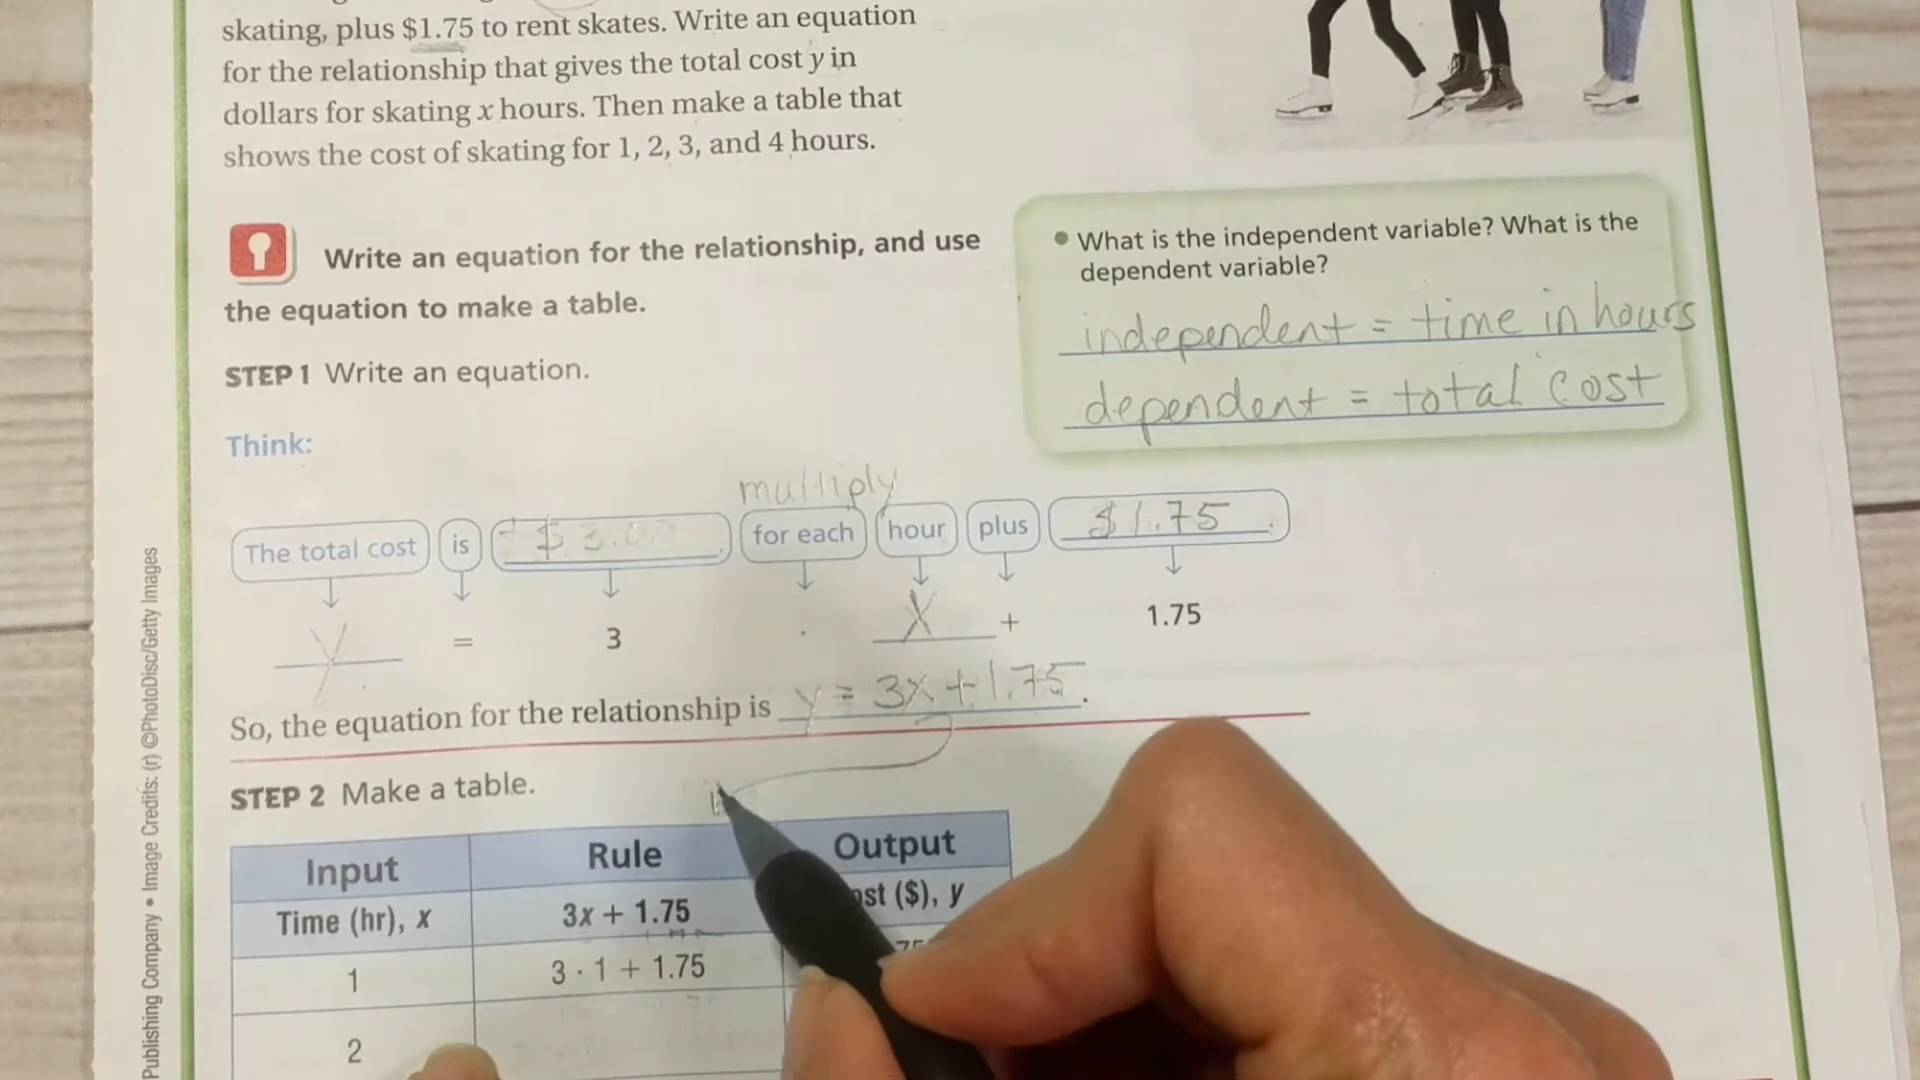 skating, plus $1.75 to rent skates. Write an equation
for the relationship that gives the total cost y in
dollars for skating x hours. Then make a table that
shows the cost of skating for 1, 2, 3, and 4 hours.
Write an equation for the relationship, and use
the equation to make a table.
• What is the independent variable? What is the
dependent variable?
independent = time in hours
dependent = total cost
STEP 1 Write an equation.
Think:
multiply
The total cost is $3.00 for each hour plus $1.75.
y = 3 · x + 1.75
So, the equation for the relationship is y = 3x + 1.75.
STEP 2 Make a table.
Input Rule Output
Time (hr), x 3x + 1.75 ($), y
1 3 · 1 + 1.75
2
Publishing Company • Image Credits: (r) ©PhotoDisc/Getty Images